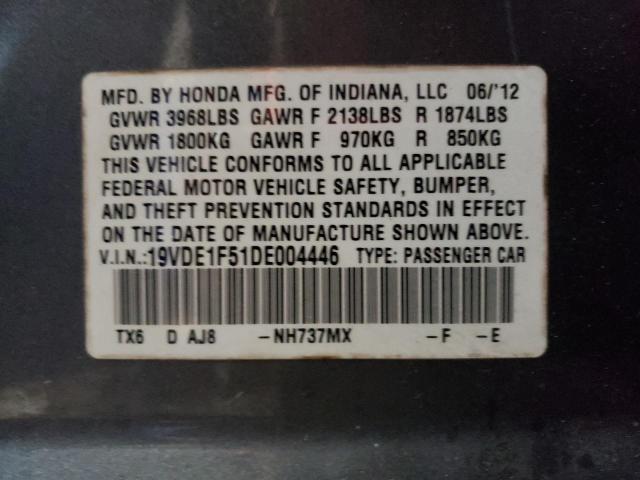 MFD. BY HONDA MFG. OF INDIANA, LLC 06/'12
GVWR 3968LBS GAWR F 2138LBS R 1874LBS
GVWR 1800KG GAWR F 970KG R 850KG
THIS VEHICLE CONFORMS TO ALL APPLICABLE
FEDERAL MOTOR VEHICLE SAFETY, BUMPER,
AND THEFT PREVENTION STANDARDS IN EFFECT
ON THE DATE OF MANUFACTURE SHOWN ABOVE.
V.I.N.:19VDE1F51DE004446 TYPE: PASSENGER CAR
TX6 D AJ8 -NH737MX -F -E